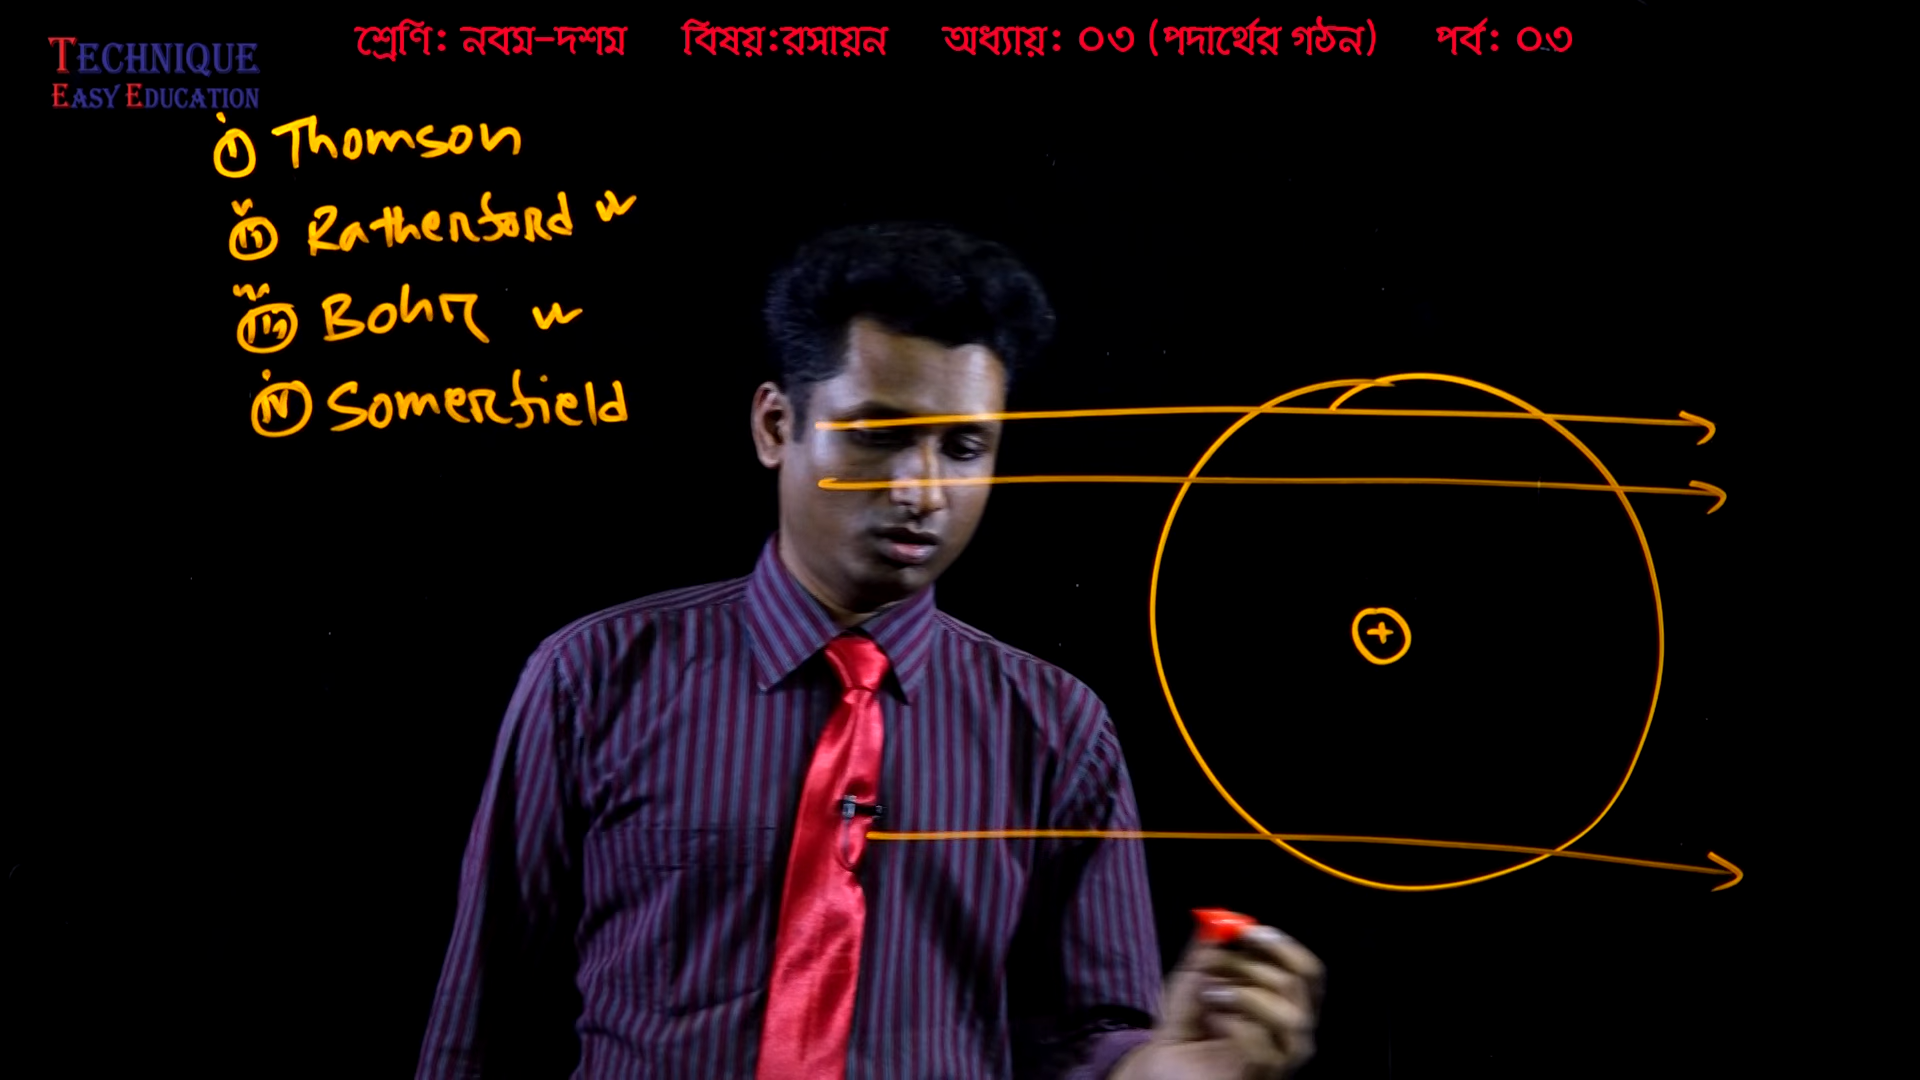 শ্রেণি: নবম-দশম বিষয়:রসায়ন অধ্যায়: ০৩ (পদার্থের গঠন) পর্ব: ০৩
TECHNIQUE
EASY EDUCATION
i Thomson
ii Ratherford
iii Bohr
iv Somerfield
+